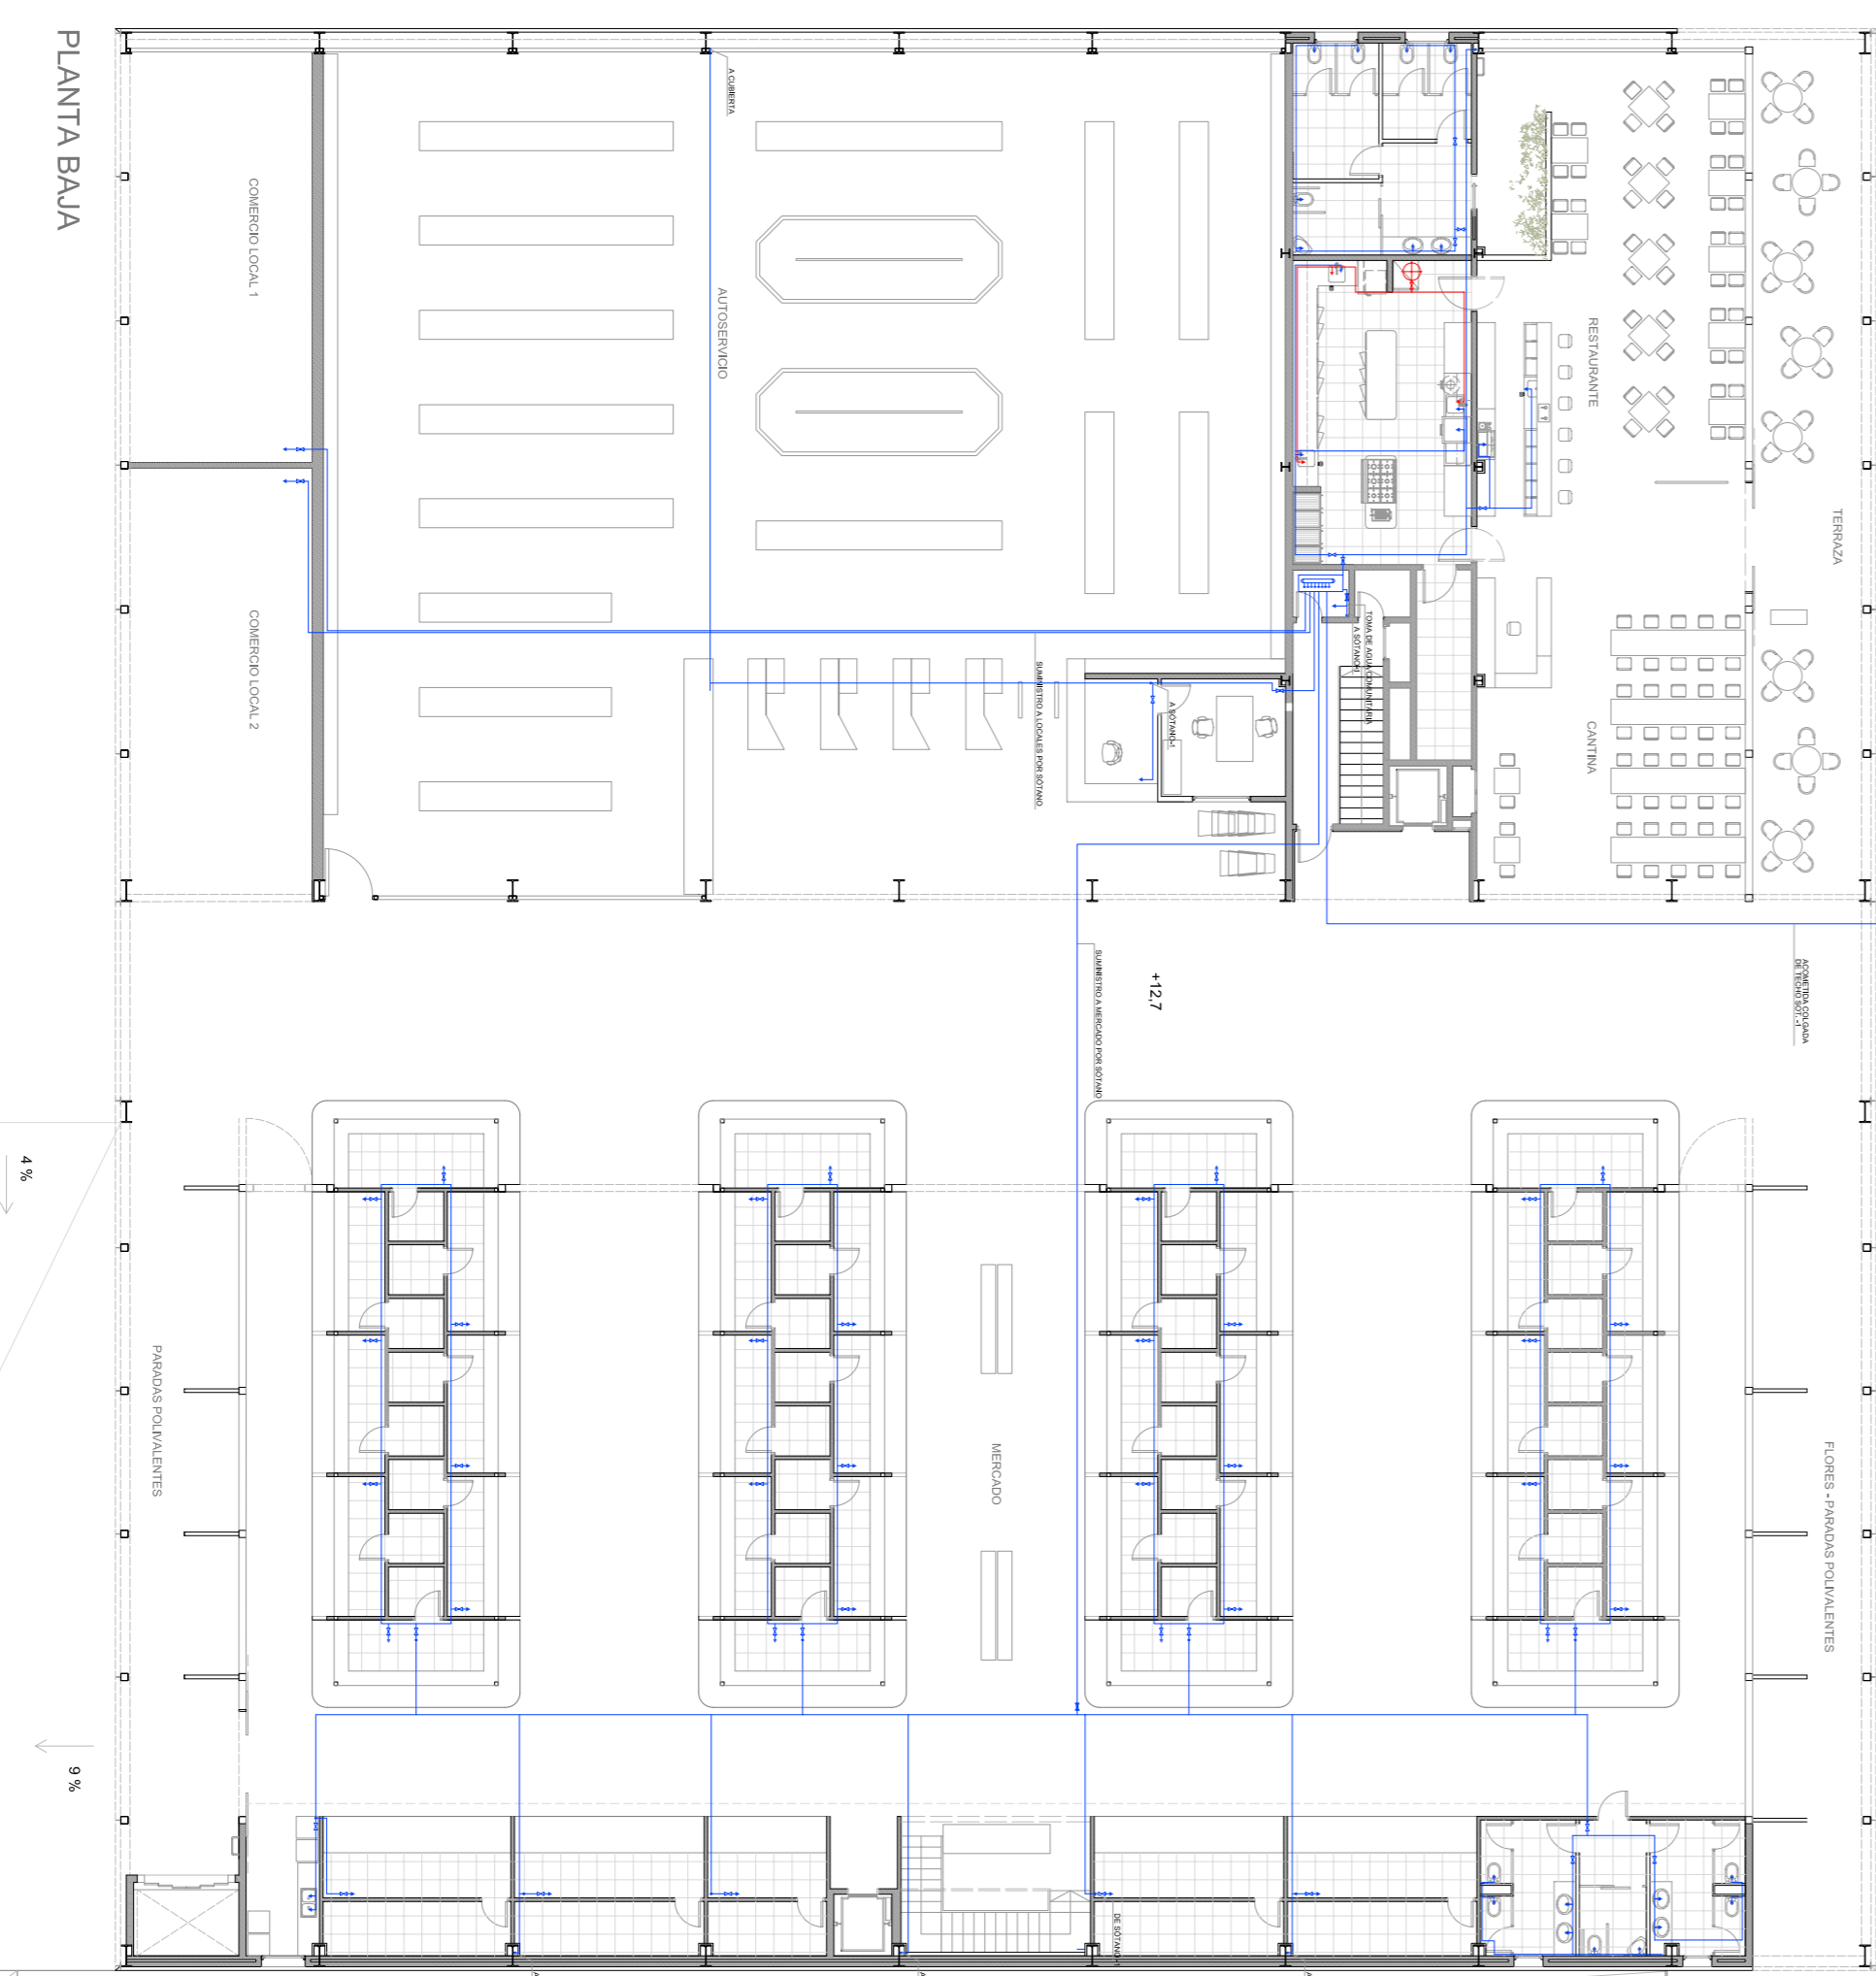 PLANTA BAJA
COMERCIO LOCAL 1
COMERCIO LOCAL 2
A CUBIERTA
AUTOSERVICIO
RESTAURANTE
TERRAZA
CANTINA
TOMA DE AGUA COMUNITARIA
A SÓTANO-1
A SÓTANO-1
SUMINISTRO A LOCALES POR SÓTANO
SUMINISTRO A MERCADO POR SÓTANO
+12,7
ACOMETIDA COLGADA
DE TECHO SOT. -1
4 %
9 %
PARADAS POLIVALENTES
MERCADO
FLORES - PARADAS POLIVALENTES
DE SÓTANO-1